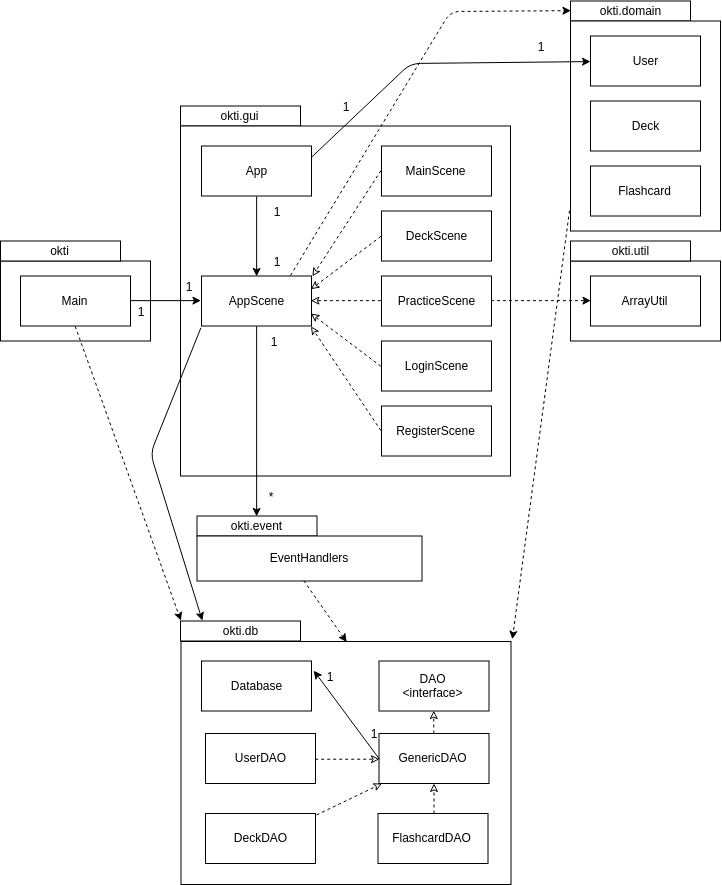 okti.domain
1
User
1
okti.gui
Deck
App
MainScene
Flashcard
1
DeckScene
okti
okti.util
1
1
AppScene
PracticeScene
ArrayUtil
Main
1
1
LoginScene
RegisterScene
*
okti.event
EventHandlers
okti.db
Database
1
DAO
<interface>
1
UserDAO
GenericDAO
DeckDAO
FlashcardDAO